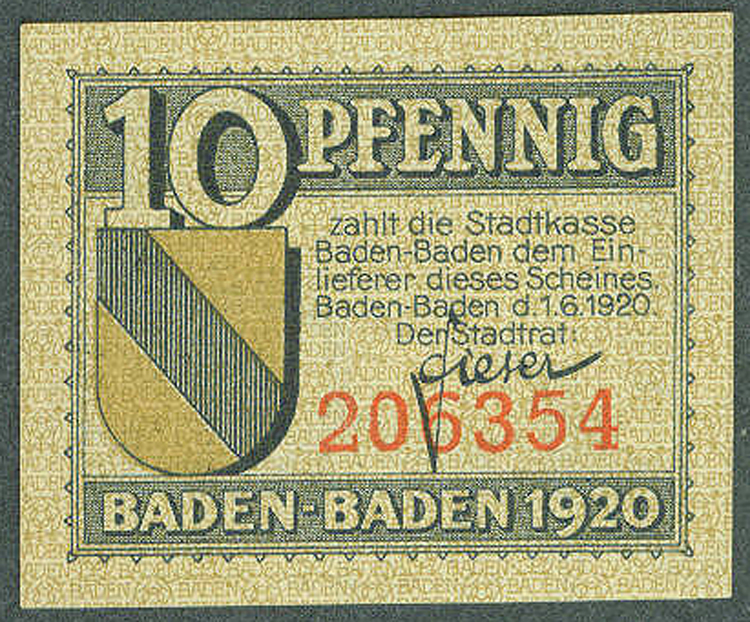 10 PFENNIG
zahlt die Stadtkasse
Baden-Baden dem Ein-
lieferer dieses Scheines.
Baden-Baden d.1.6.1920.
Der Stadtrat:
206354
BADEN-BADEN 1920